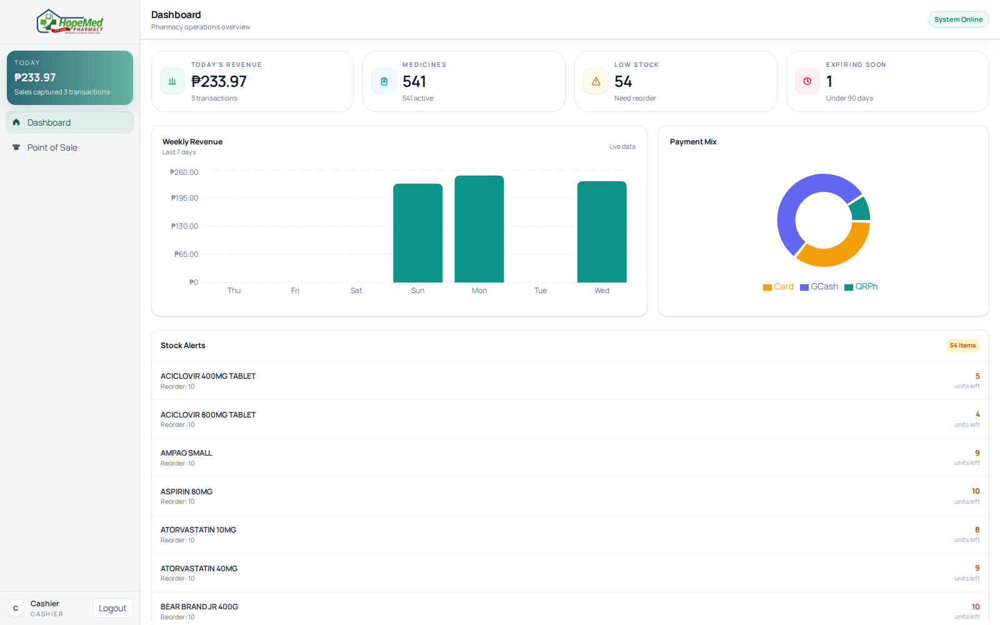 HopeMed
PHARMACY
TODAY
₱233.97
Sales captured 3 transactions
Dashboard
Point of Sale
Cashier
C
CASHIER
Logout
Dashboard
Pharmacy operations overview
System Online
TODAY'S REVENUE
₱233.97
3 transactions
MEDICINES
541
541 active
LOW STOCK
54
Need reorder
EXPIRING SOON
1
Under 90 days
Weekly Revenue
Last 7 days
Live data
₱260.00
₱195.00
₱130.00
₱65.00
₱0
Thu Fri Sat Sun Mon Tue Wed
Payment Mix
Card GCash QRPh
Stock Alerts
54 items
ACICLOVIR 400MG TABLET
Reorder: 10
5
units left
ACICLOVIR 800MG TABLET
Reorder: 10
4
units left
AMPAO SMALL
Reorder: 10
9
units left
ASPIRIN 80MG
Reorder: 10
10
units left
ATORVASTATIN 10MG
Reorder: 10
8
units left
ATORVASTATIN 40MG
Reorder: 10
9
units left
BEAR BRAND JR 400G
Reorder: 10
10
units left